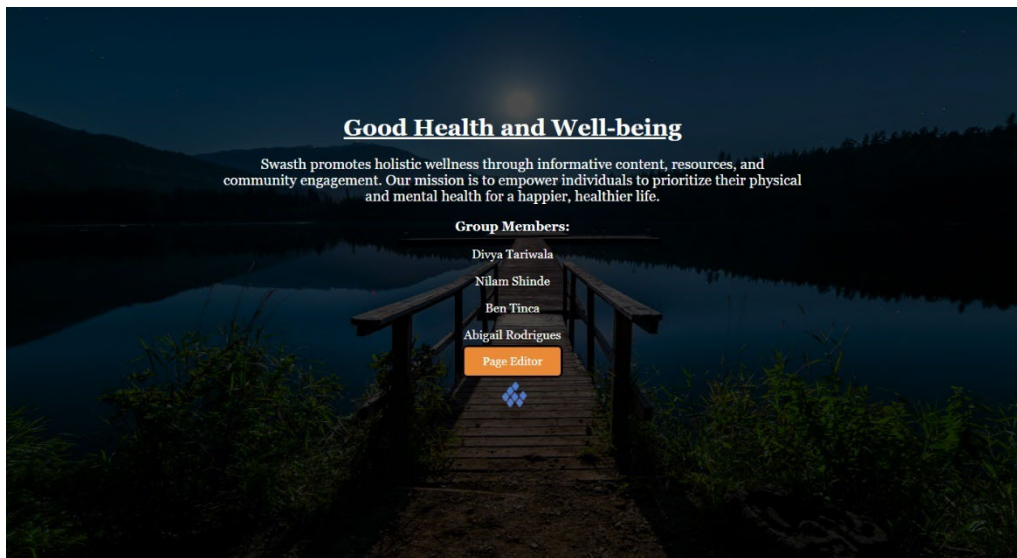 Good Health and Well-being
Swasth promotes holistic wellness through informative content, resources, and
community engagement. Our mission is to empower individuals to prioritize their physical
and mental health for a happier, healthier life.
Group Members:
Divya Tariwala
Nilam Shinde
Ben Tinca
Abigail Rodrigues
Page Editor